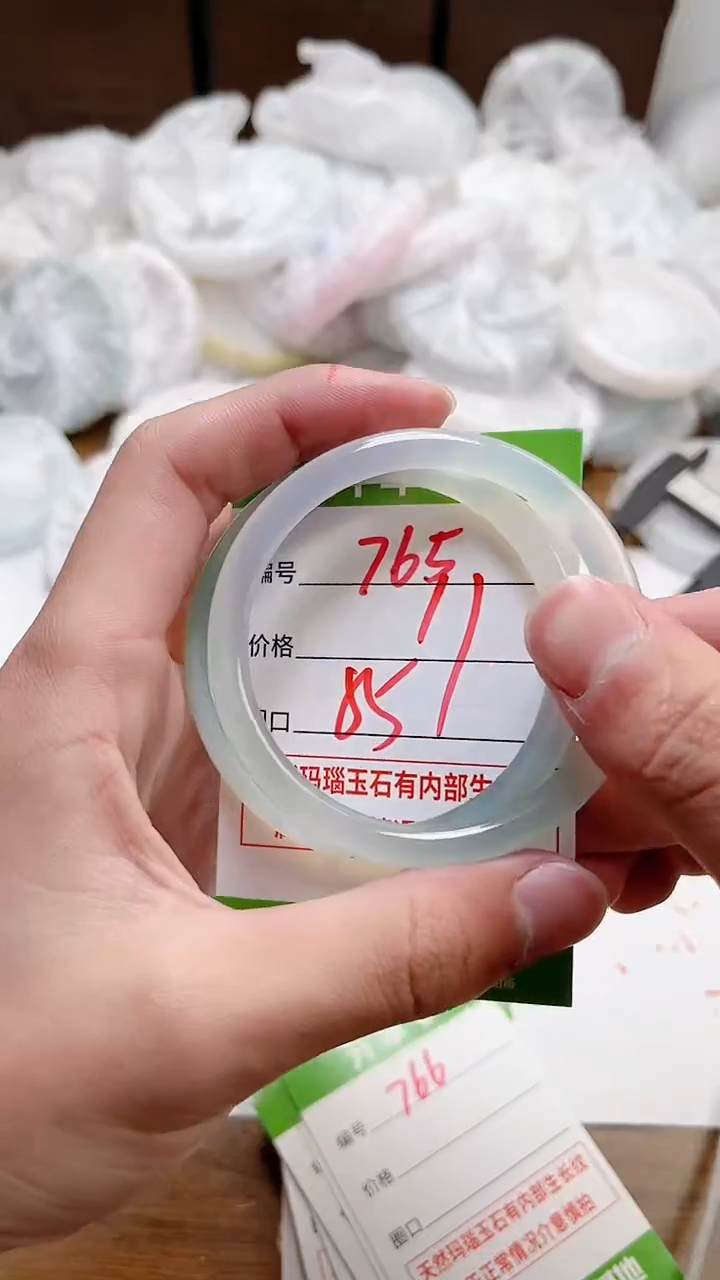 编号 765
价格
口 85
玛瑙玉石有内部生
766
编号
价格
圈口
天然玛瑙玉石有内部生长纹
正常情况介意慎拍